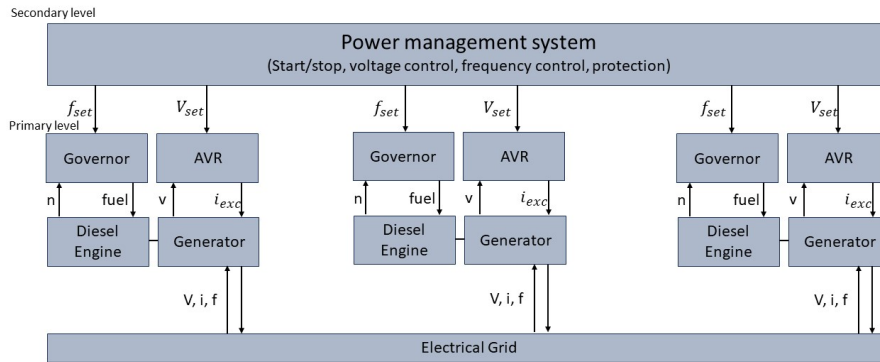 Secondary level
Power management system
(Start/stop, voltage control, frequency control, protection)
f_set V_set f_set V_set f_set V_set
Primary level
Governor AVR Governor AVR Governor AVR
n fuel v i_exc n fuel v i_exc n fuel v i_exc
Diesel Engine Generator Diesel Engine Generator Diesel Engine Generator
V, i, f V, i, f V, i, f
Electrical Grid